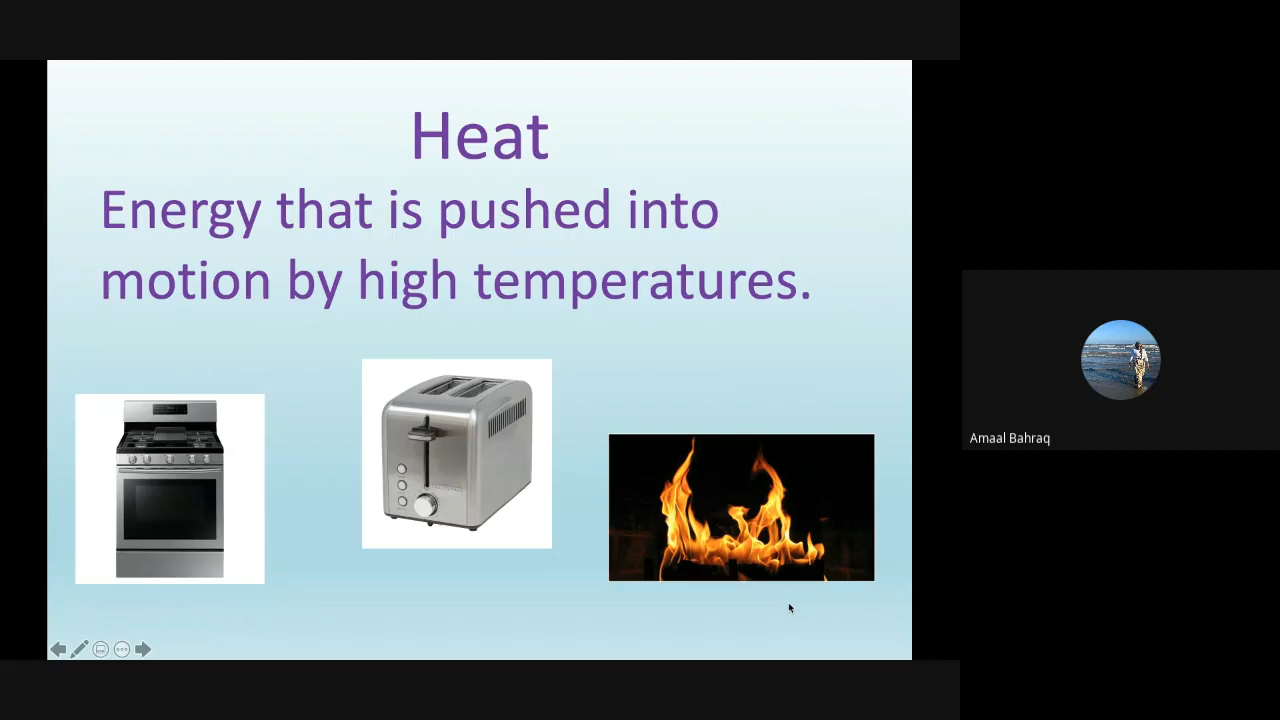 Heat
Energy that is pushed into
motion by high temperatures.
Amaal Bahraq